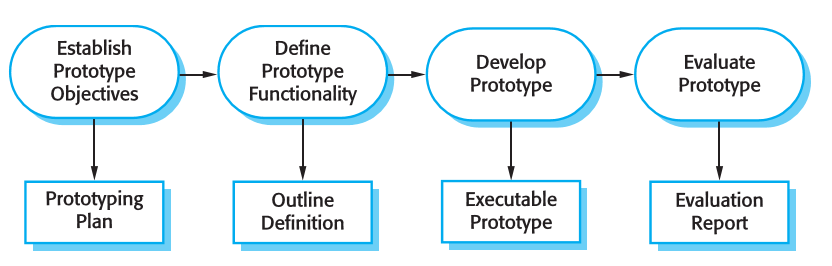 Establish
Prototype
Objectives
Define
Prototype
Functionality
Develop
Prototype
Evaluate
Prototype
Prototyping
Plan
Outline
Definition
Executable
Prototype
Evaluation
Report